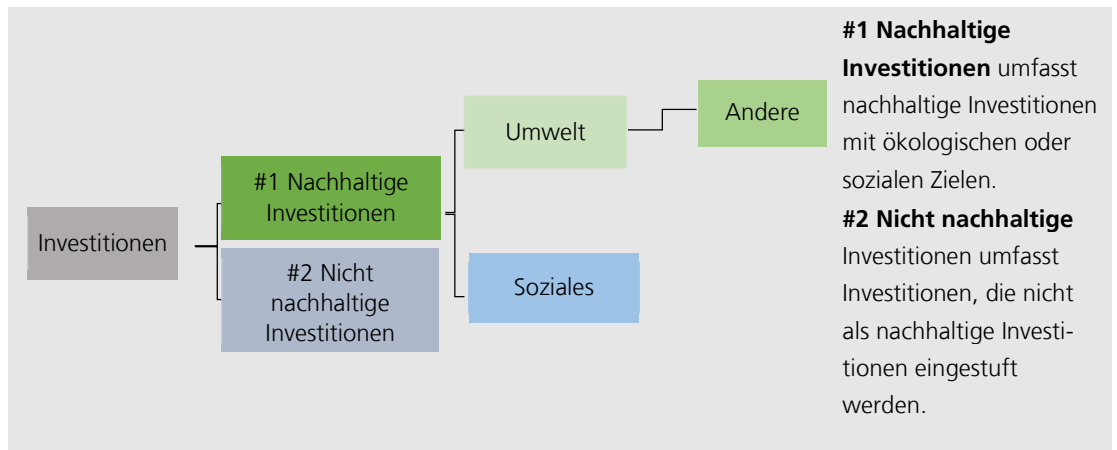 Investitionen
#1 Nachhaltige
Investitionen
#2 Nicht
nachhaltige
Investitionen
Umwelt
Soziales
Andere
#1 Nachhaltige
Investitionen umfasst
nachhaltige Investitionen
mit ökologischen oder
sozialen Zielen.
#2 Nicht nachhaltige
Investitionen umfasst
Investitionen, die nicht
als nachhaltige Investi-
tionen eingestuft
werden.